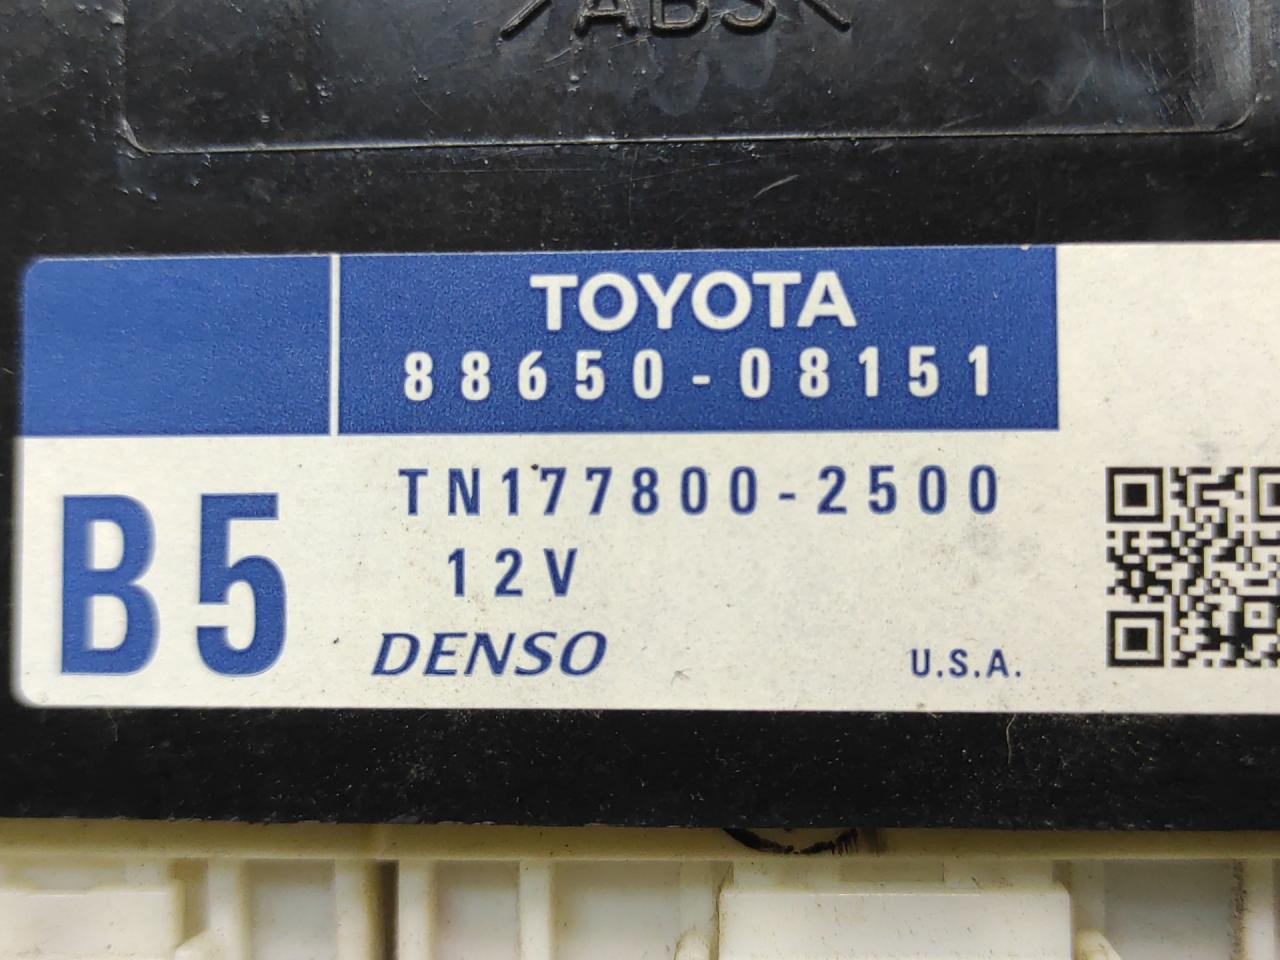 >ABS<
TOYOTA
88650-08151
B5
TN177800-2500
12V
DENSO
U.S.A.